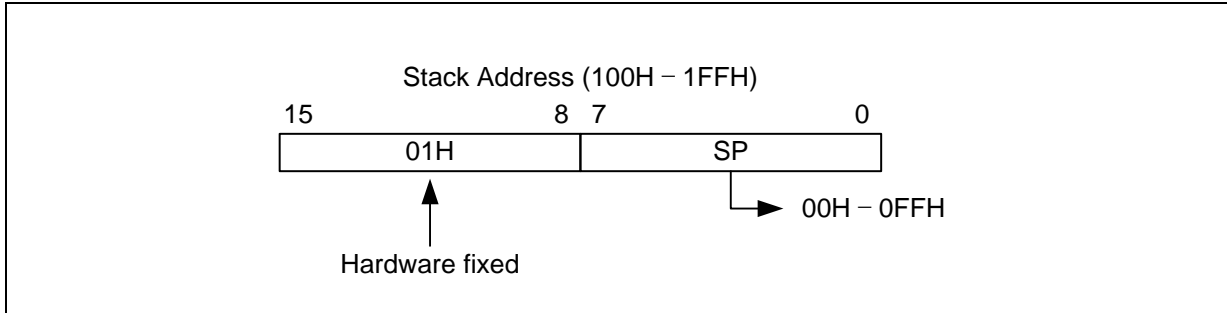 Stack Address (100H – 1FFH)
15 8 7 0
01H SP
00H – 0FFH
Hardware fixed